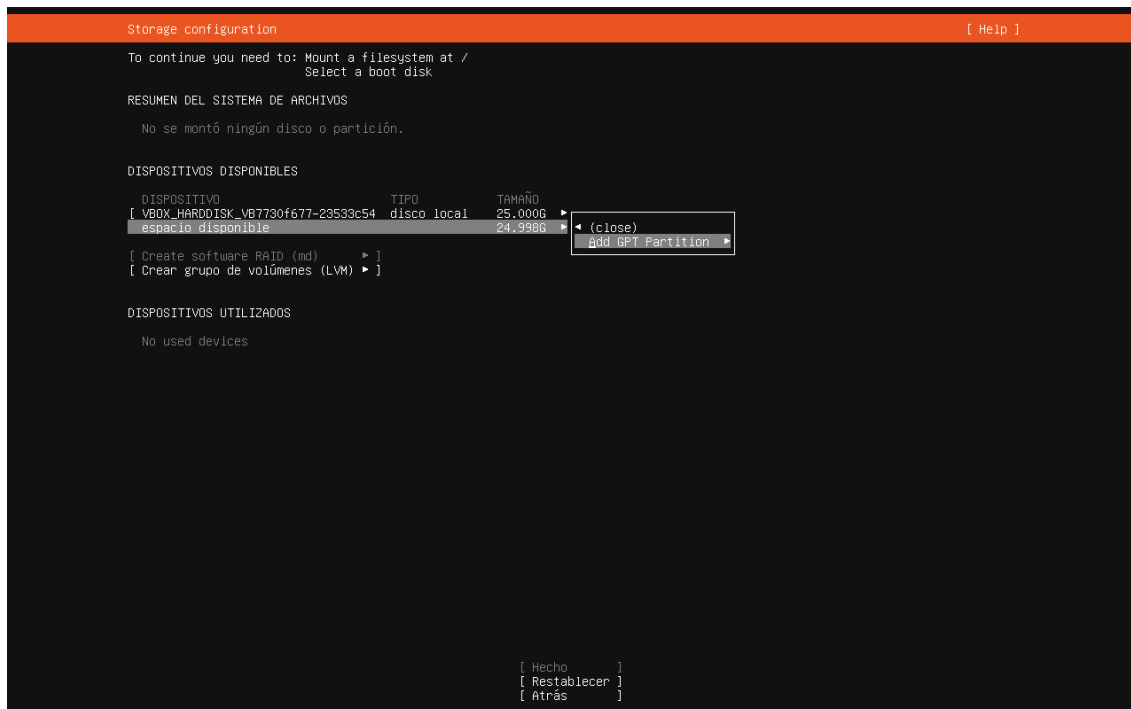 Storage configuration [ Help ]
To continue you need to: Mount a filesystem at /
Select a boot disk
RESUMEN DEL SISTEMA DE ARCHIVOS
No se montó ningún disco o partición.
DISPOSITIVOS DISPONIBLES
DISPOSITIVO TIPO TAMAÑO
[ VBOX_HARDDISK_VB7730f677-23533c54 disco local 25.000G ▸
espacio disponible 24.998G ▸
◂ (close)
Add GPT Partition ▸
[ Create software RAID (md) ▸ ]
[ Crear grupo de volúmenes (LVM) ▸ ]
DISPOSITIVOS UTILIZADOS
No used devices
[ Hecho ]
[ Restablecer ]
[ Atrás ]